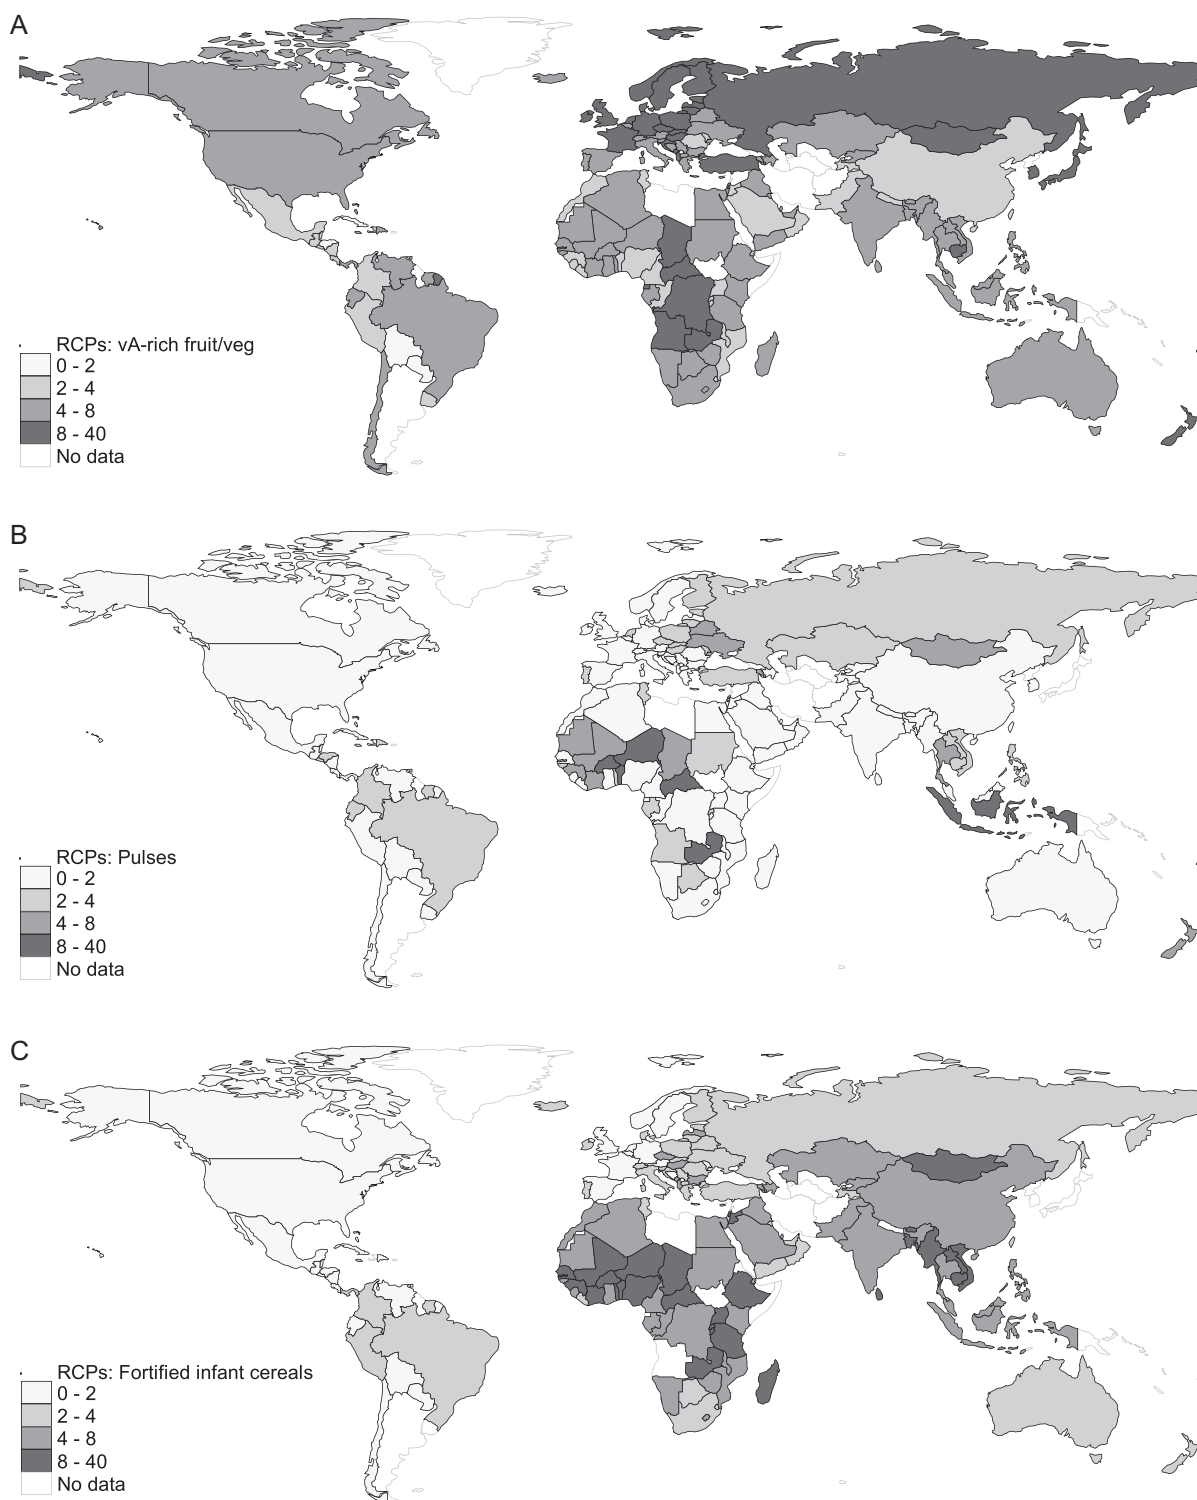 A
RCPs: vA-rich fruit/veg
0 - 2
2 - 4
4 - 8
8 - 40
No data
B
RCPs: Pulses
0 - 2
2 - 4
4 - 8
8 - 40
No data
C
RCPs: Fortified infant cereals
0 - 2
2 - 4
4 - 8
8 - 40
No data